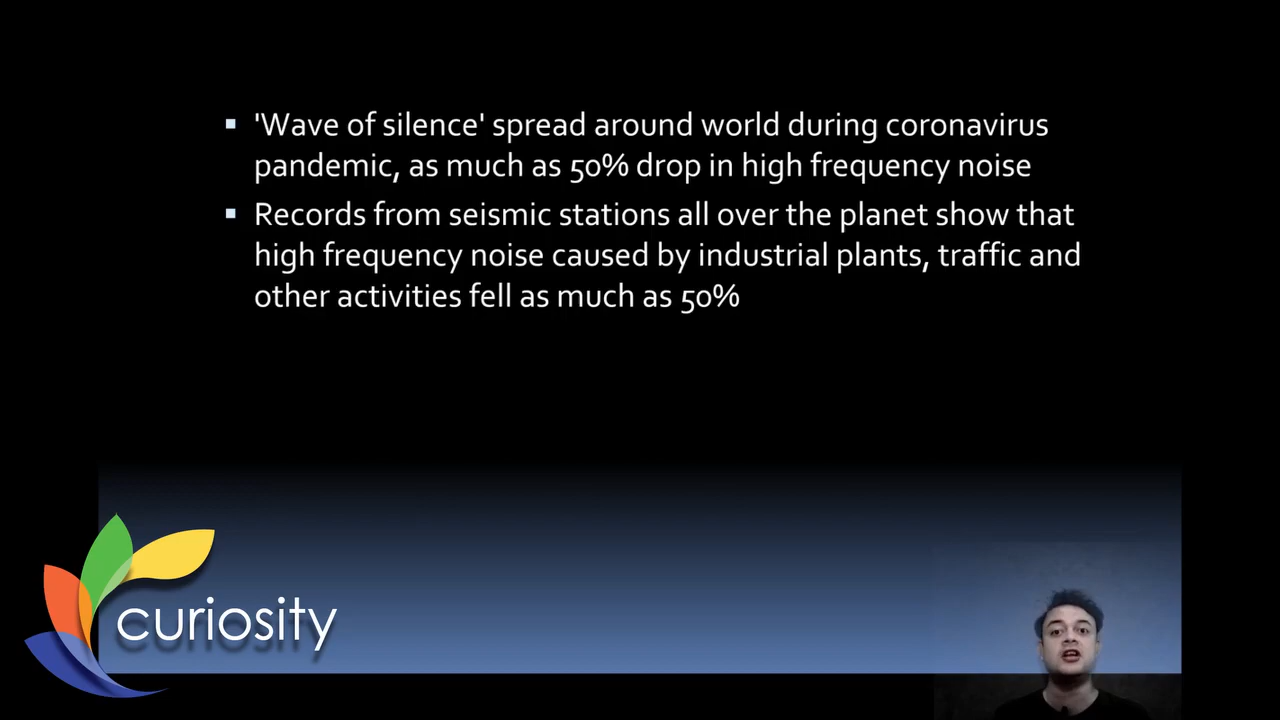 'Wave of silence' spread around world during coronavirus
pandemic, as much as 50% drop in high frequency noise
Records from seismic stations all over the planet show that
high frequency noise caused by industrial plants, traffic and
other activities fell as much as 50%
curiosity